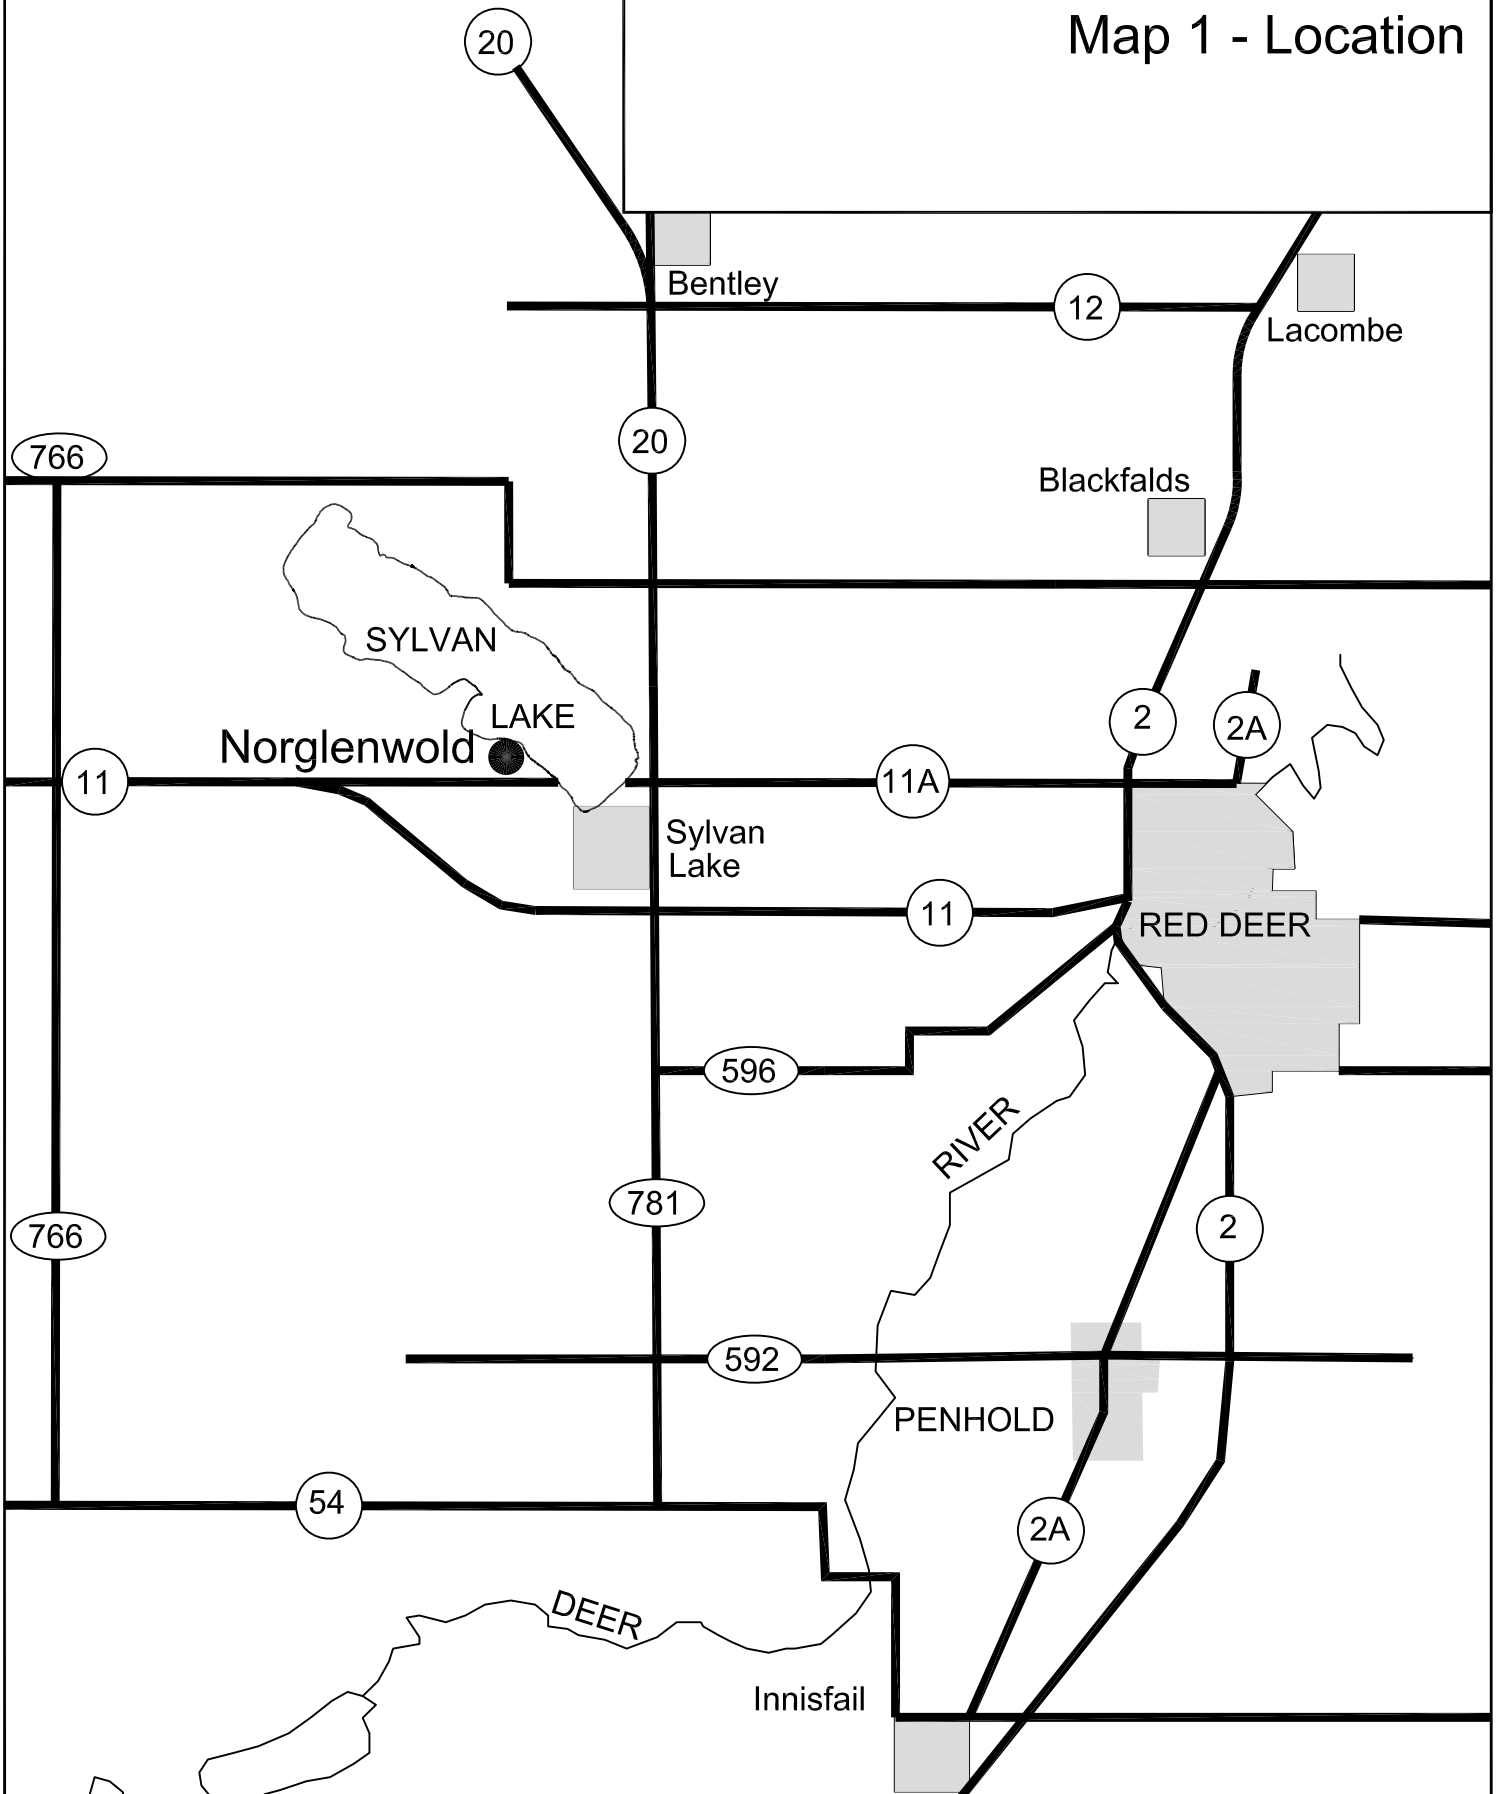 Map 1 - Location
20
Bentley
12
Lacombe
20
766
Blackfalds
SYLVAN
LAKE
Norglenwold
2
2A
11
11A
Sylvan
Lake
11
RED DEER
596
RIVER
781
2
766
592
PENHOLD
54
2A
DEER
Innisfail